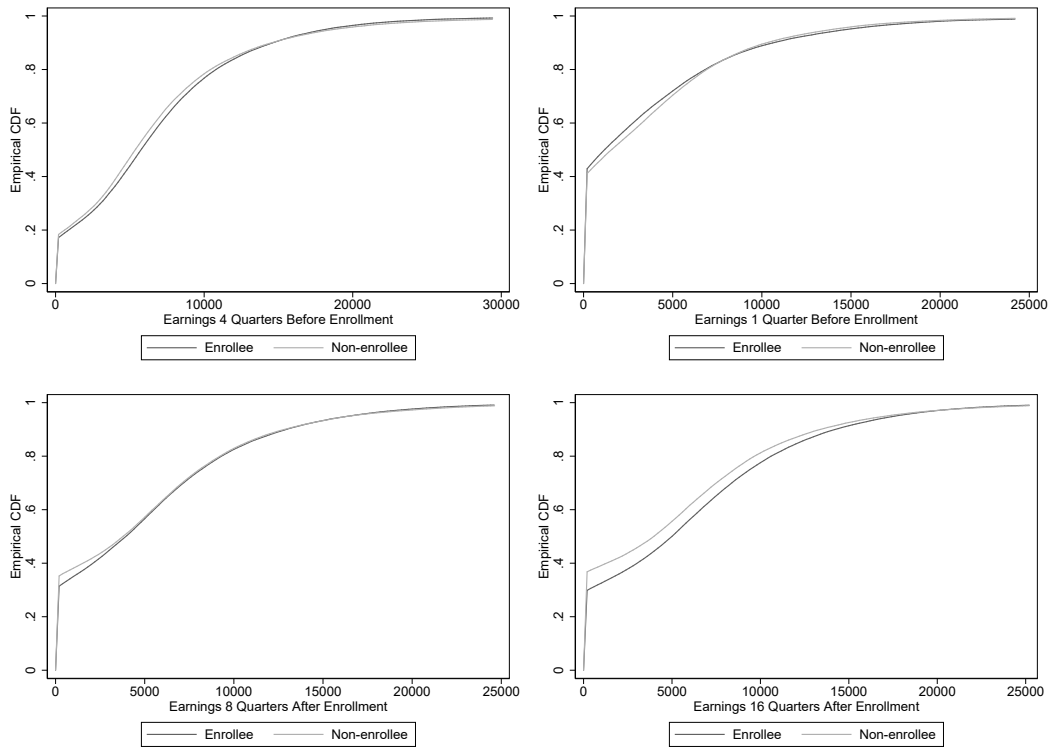 Empirical CDF
0 .2 .4 .6 .8 1
0 10000 20000 30000
Earnings 4 Quarters Before Enrollment
Enrollee Non-enrollee
Empirical CDF
0 .2 .4 .6 .8 1
0 5000 10000 15000 20000 25000
Earnings 1 Quarter Before Enrollment
Enrollee Non-enrollee
Empirical CDF
0 .2 .4 .6 .8 1
0 5000 10000 15000 20000 25000
Earnings 8 Quarters After Enrollment
Enrollee Non-enrollee
Empirical CDF
0 .2 .4 .6 .8 1
0 5000 10000 15000 20000 25000
Earnings 16 Quarters After Enrollment
Enrollee Non-enrollee